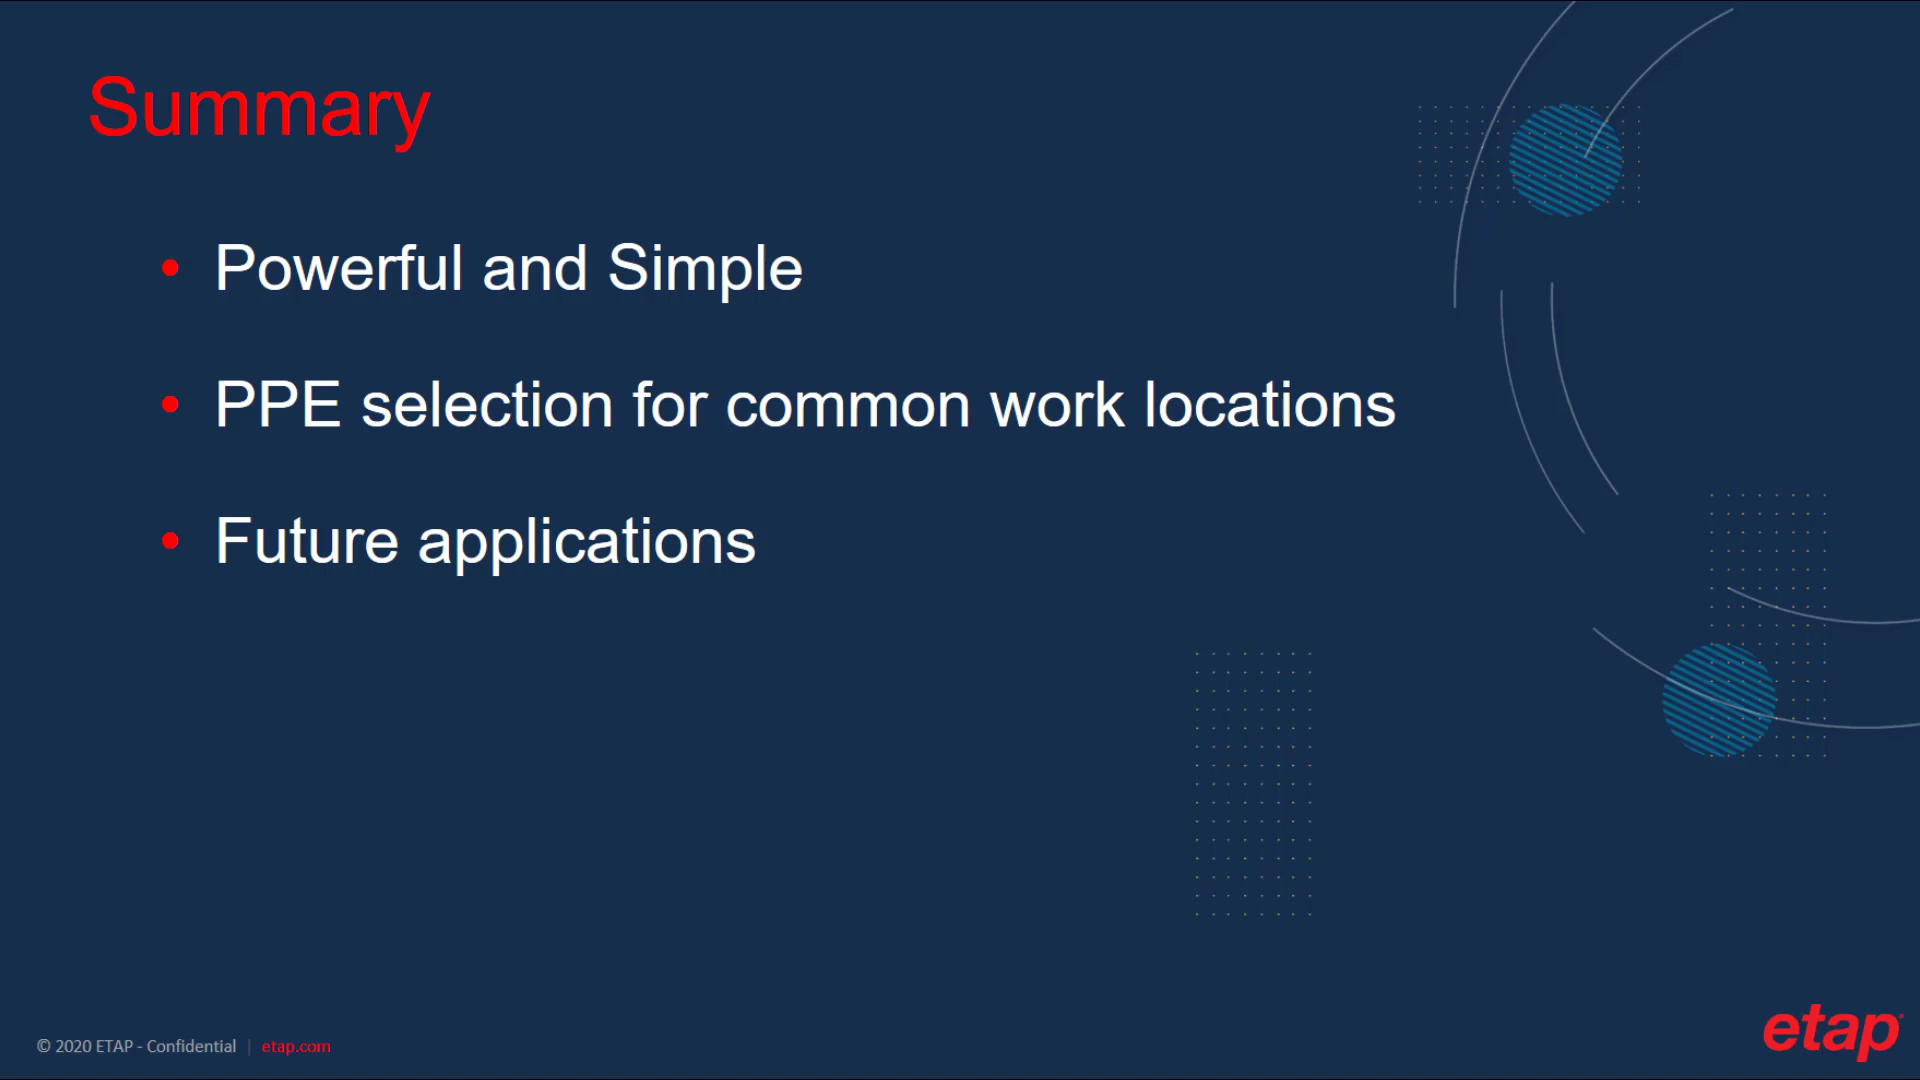 Summary
• Powerful and Simple
• PPE selection for common work locations
• Future applications
© 2020 ETAP - Confidential | etap.com
etap